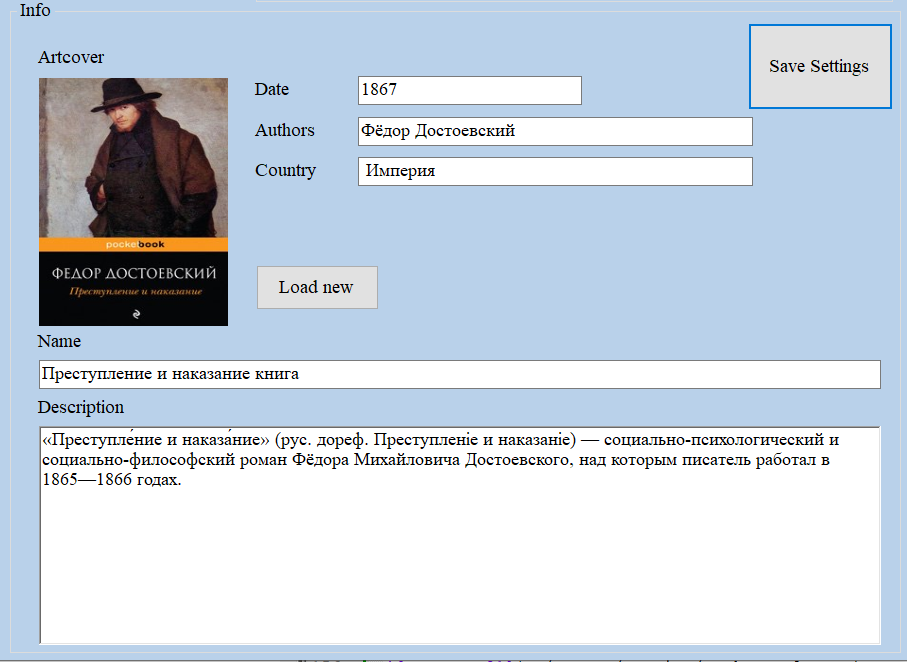 Info
Artcover
Save Settings
Date
1867
Authors
Фёдор Достоевский
Country
Империя
pocketbook
ФЕДОР ДОСТОЕВСКИЙ
Преступление и наказание
Load new
Name
Преступление и наказание книга
Description
«Преступле́ние и наказа́ние» (рус. дореф. Преступленіе и наказаніе) — социально-психологический и
социально-философский роман Фёдора Михайловича Достоевского, над которым писатель работал в
1865—1866 годах.